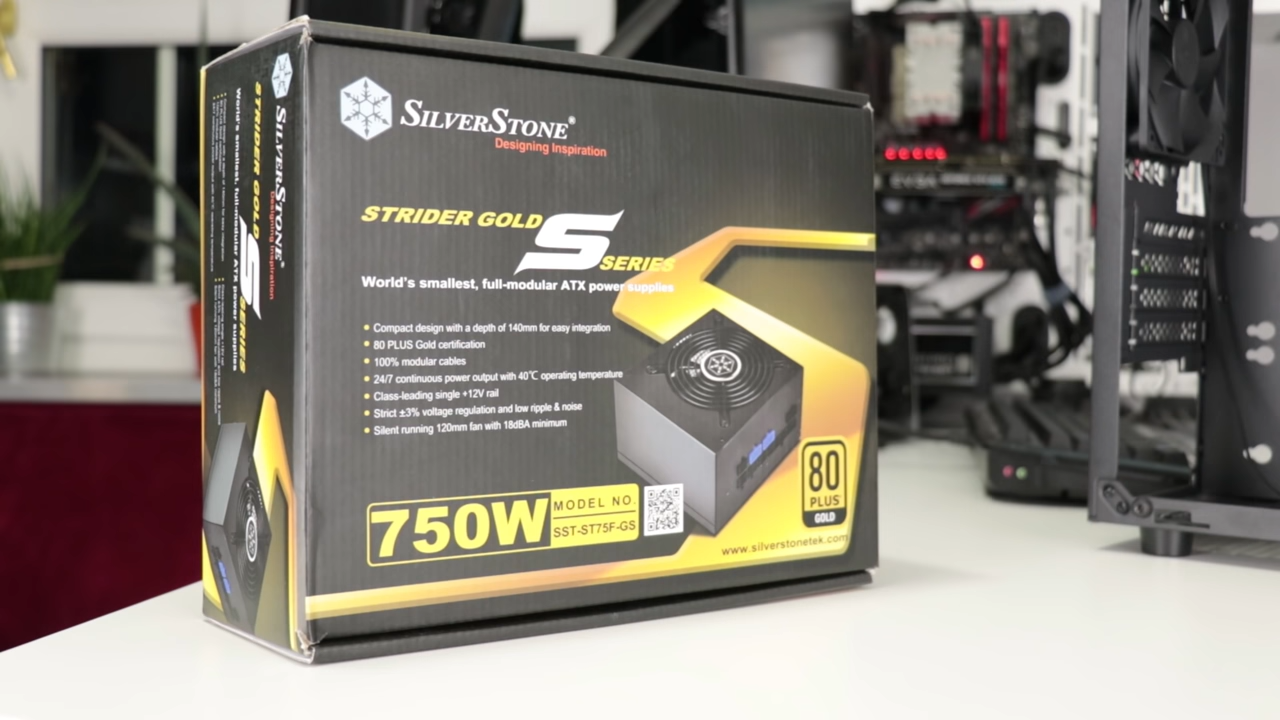 SILVERSTONE®
Designing Inspiration
STRIDER GOLD S SERIES
World's smallest, full-modular ATX power supplies
• Compact design with a depth of 140mm for easy integration
• 80 PLUS Gold certification
• 100% modular cables
• 24/7 continuous power output with 40℃ operating temperature
• Class-leading single +12V rail
• Strict ±3% voltage regulation and low ripple & noise
• Silent running 120mm fan with 18dBA minimum
750W
MODEL NO.
SST-ST75F-GS
80
PLUS
GOLD
www.silverstonetek.com
SILVERSTONE®
Designing Inspiration
STRIDER GOLD S SERIES
World's smallest, full-modular ATX power supplies